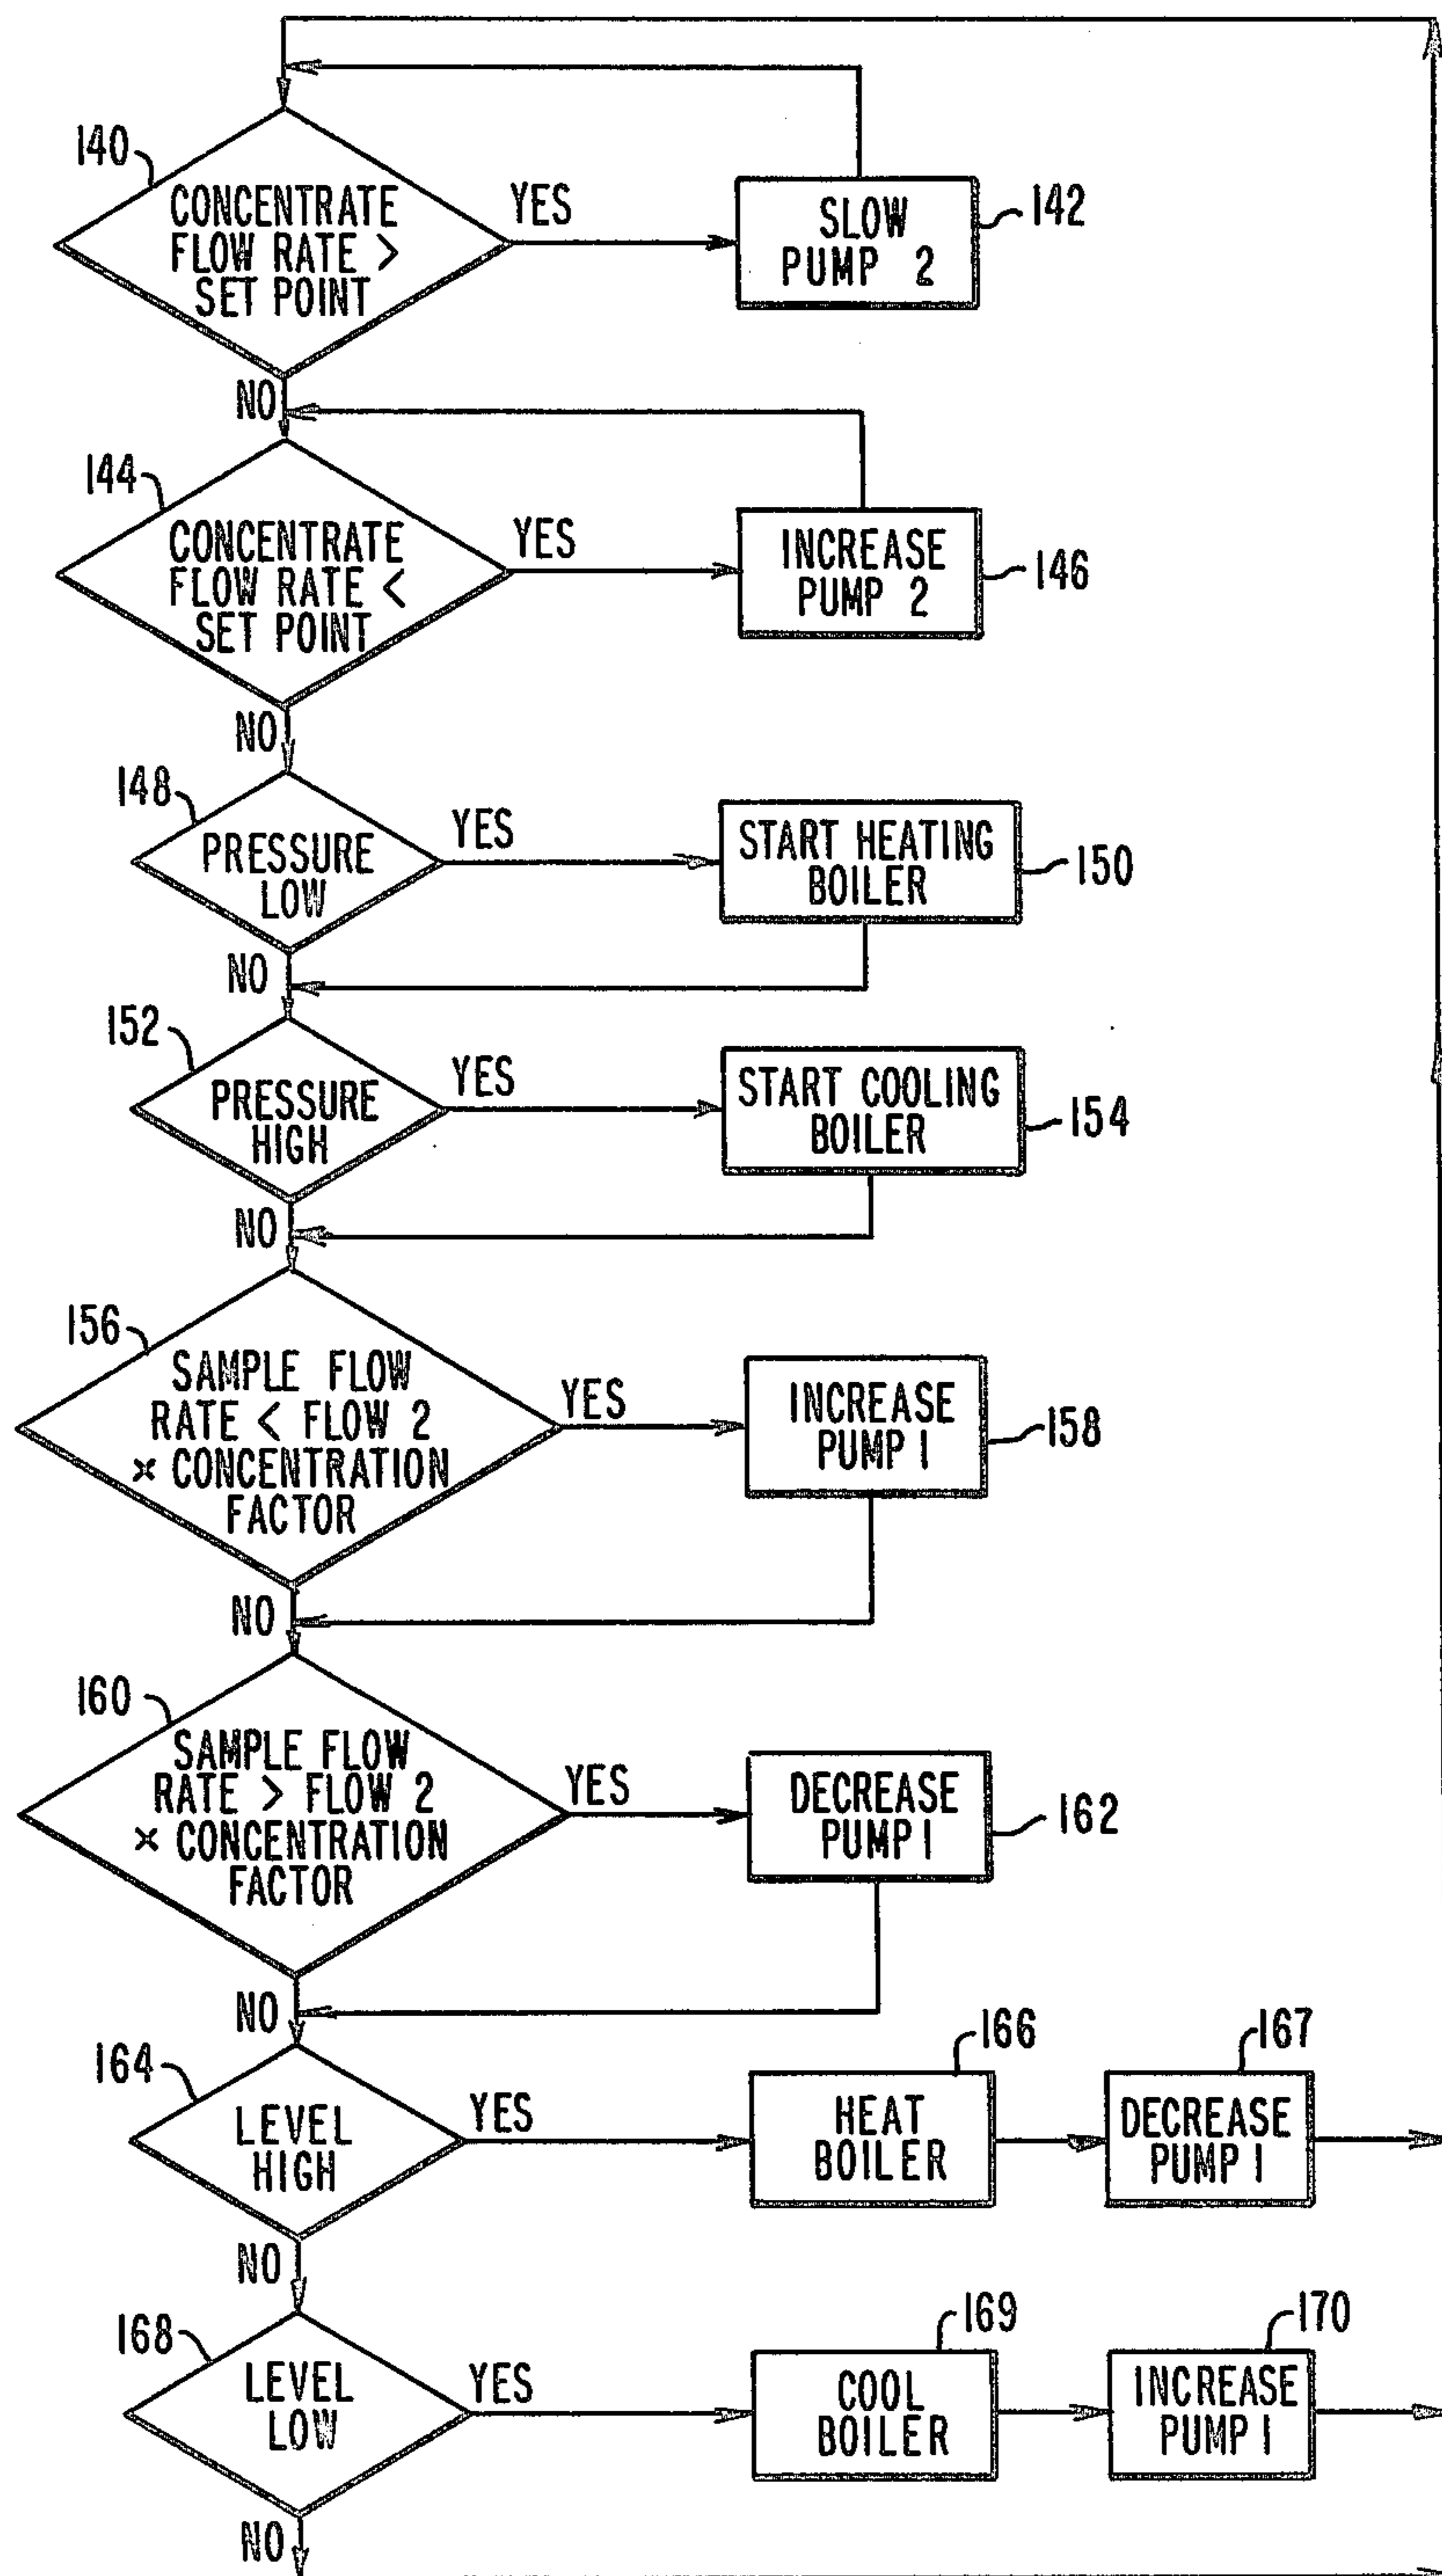 140
CONCENTRATE
FLOW RATE >
SET POINT
YES
SLOW
PUMP 2
142
NO
144
CONCENTRATE
FLOW RATE <
SET POINT
YES
INCREASE
PUMP 2
146
NO
148
PRESSURE
LOW
YES
START HEATING
BOILER
150
NO
152
PRESSURE
HIGH
YES
START COOLING
BOILER
154
NO
156
SAMPLE FLOW
RATE < FLOW 2
× CONCENTRATION
FACTOR
YES
INCREASE
PUMP 1
158
NO
160
SAMPLE FLOW
RATE > FLOW 2
× CONCENTRATION
FACTOR
YES
DECREASE
PUMP 1
162
NO
164
LEVEL
HIGH
YES
166
HEAT
BOILER
167
DECREASE
PUMP 1
NO
168
LEVEL
LOW
YES
169
COOL
BOILER
170
INCREASE
PUMP 1
NO